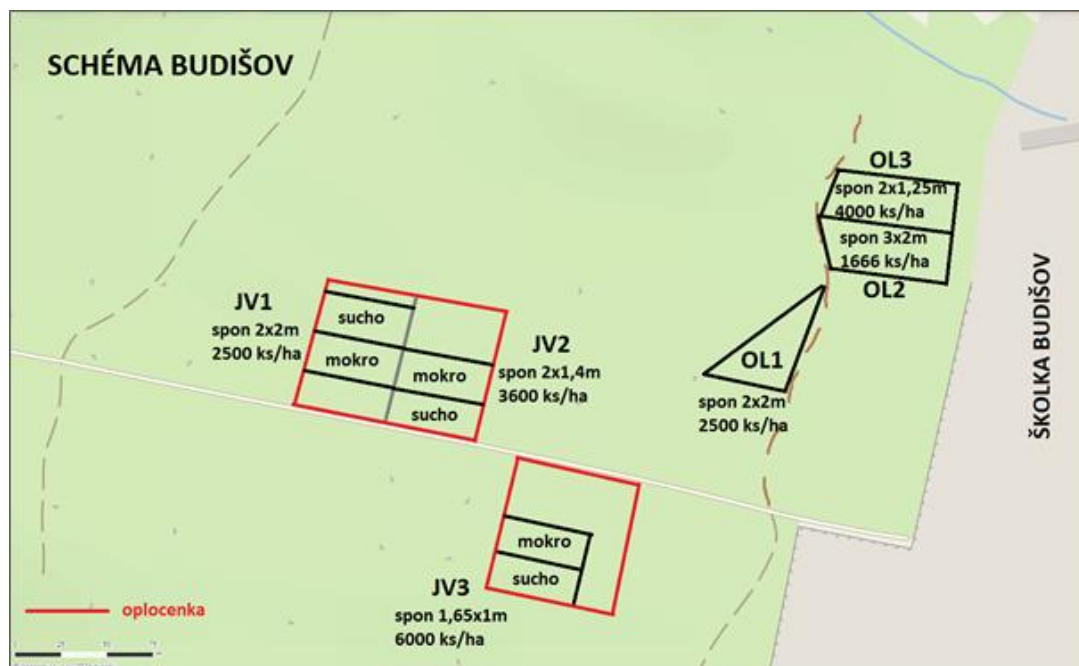 SCHÉMA BUDIŠOV
OL3
spon 2x1,25m
4000 ks/ha
spon 3x2m
1666 ks/ha
OL2
ŠKOLKA BUDIŠOV
JV1
spon 2x2m
2500 ks/ha
sucho
mokro
mokro
sucho
JV2
spon 2x1,4m
3600 ks/ha
OL1
spon 2x2m
2500 ks/ha
mokro
sucho
JV3
spon 1,65x1m
6000 ks/ha
oplocenka